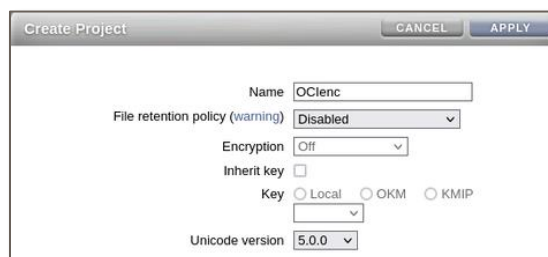 Create Project CANCEL APPLY
Name OCIenc
File retention policy (warning) Disabled
Encryption Off
Inherit key
Key Local OKM KMIP
Unicode version 5.0.0